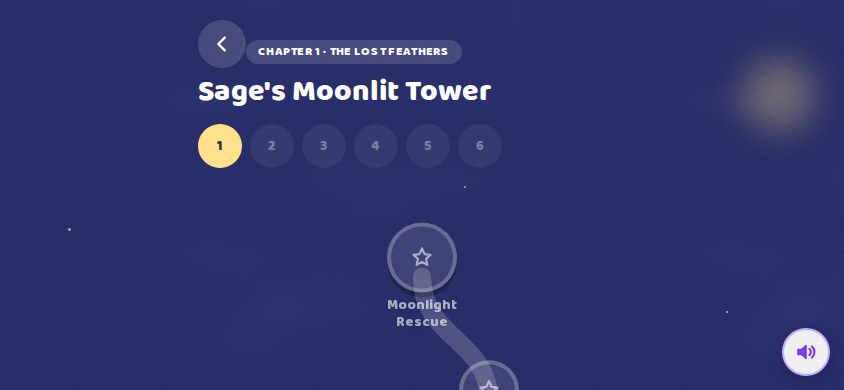 CHAPTER 1 · THE LOST FEATHERS
Sage's Moonlit Tower
1 2 3 4 5 6
Moonlight
Rescue